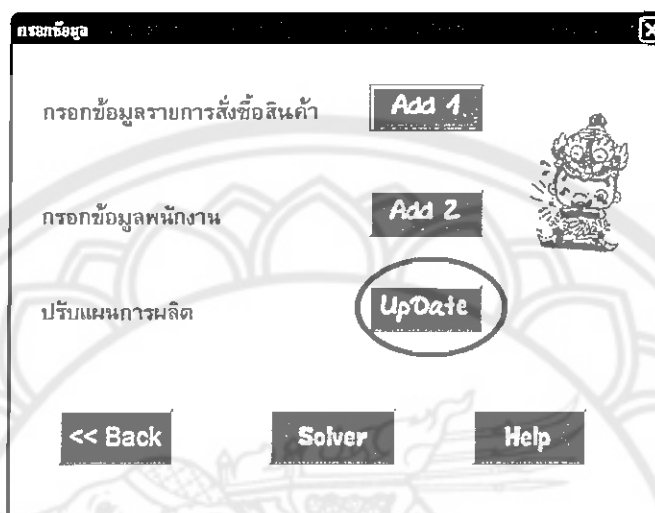 กรอกข้อมูล
กรอกข้อมูลรายการสั่งซื้อสินค้า Add 1
กรอกข้อมูลพนักงาน Add 2
ปรับแผนการผลิต UpDate
<< Back Solver Help